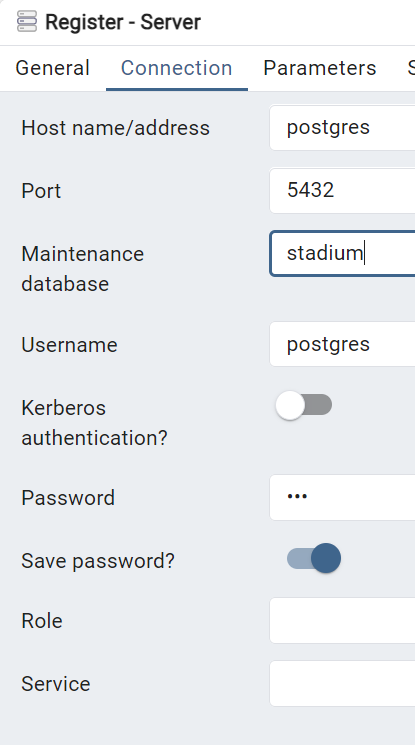 Register - Server
General Connection Parameters S
Host name/address postgres
Port 5432
Maintenance
database stadium
Username postgres
Kerberos
authentication?
Password •••
Save password?
Role
Service